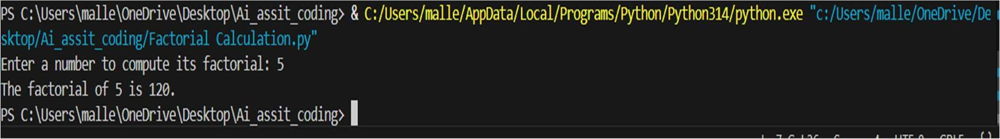 PS C:\Users\malle\OneDrive\Desktop\Ai_assit_coding> & C:/Users/malle/AppData/Local/Programs/Python/Python314/python.exe "c:/Users/malle/OneDrive/De
sktop/Ai_assit_coding/Factorial Calculation.py"
Enter a number to compute its factorial: 5
The factorial of 5 is 120.
PS C:\Users\malle\OneDrive\Desktop\Ai_assit_coding>